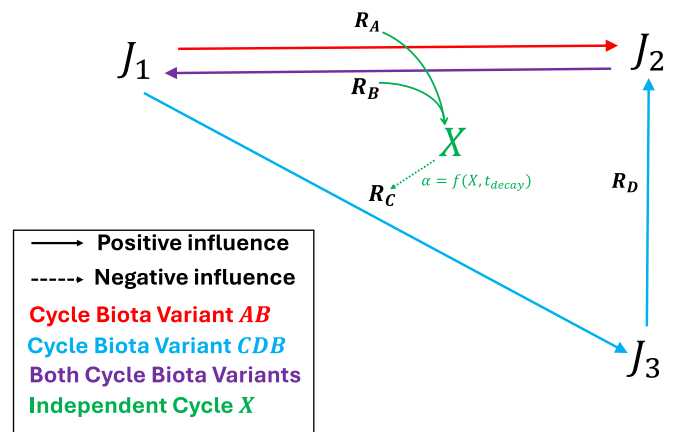 R_A
J_1
J_2
R_B
X
α = f(X, t_decay)
R_C
R_D
Positive influence
Negative influence
Cycle Biota Variant AB
Cycle Biota Variant CDB
Both Cycle Biota Variants
Independent Cycle X
J_3